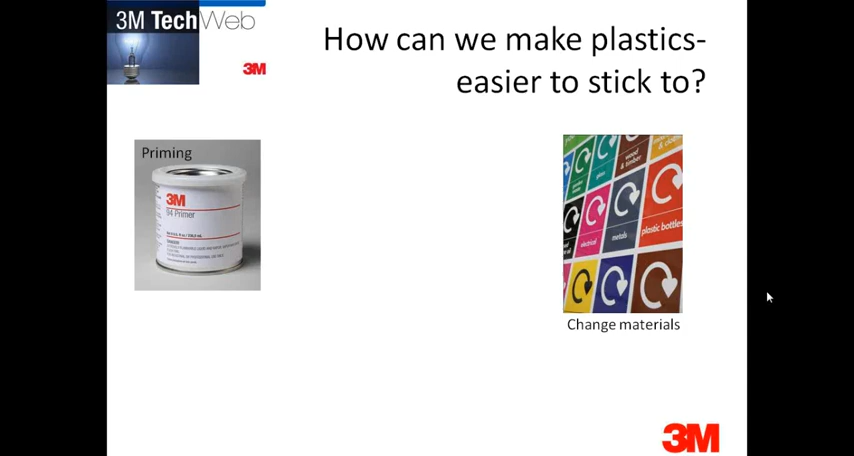 3M TechWeb
3M
How can we make plastics-
easier to stick to?
Priming
3M
94 Primer
wood
& timber
electrical
metals
plastic bottles
Change materials
3M